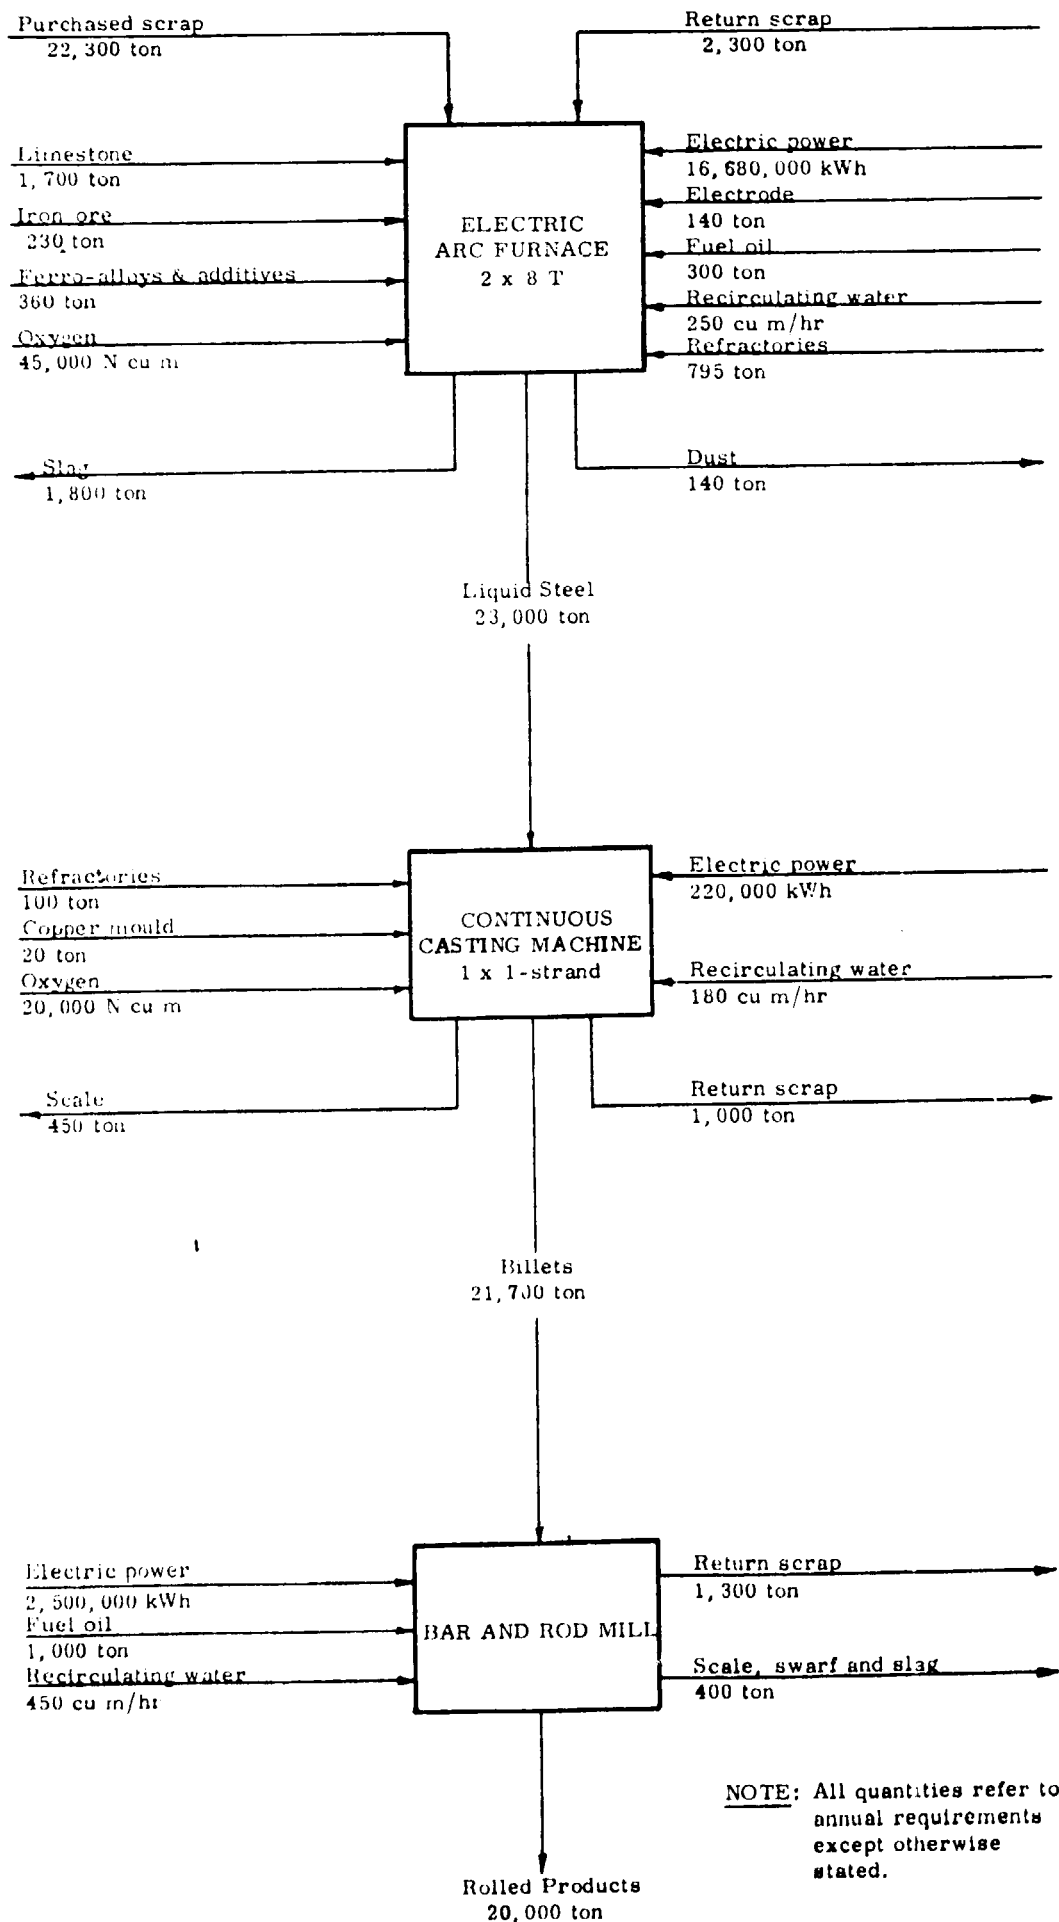 Purchased scrap
22,300 ton
Return scrap
2,300 ton
Limestone
1,700 ton
Iron ore
230 ton
Ferro-alloys & additives
360 ton
Oxygen
45,000 N cu m
ELECTRIC
ARC FURNACE
2 x 8 T
Electric power
16,680,000 kWh
Electrode
140 ton
Fuel oil
300 ton
Recirculating water
250 cu m/hr
Refractories
795 ton
Slag
1,800 ton
Dust
140 ton
Liquid Steel
23,000 ton
Refractories
100 ton
Copper mould
20 ton
Oxygen
20,000 N cu m
CONTINUOUS
CASTING MACHINE
1 x 1-strand
Electric power
220,000 kWh
Recirculating water
180 cu m/hr
Scale
450 ton
Return scrap
1,000 ton
Billets
21,700 ton
Electric power
2,500,000 kWh
Fuel oil
1,000 ton
Recirculating water
450 cu m/hr
BAR AND ROD MILL
Return scrap
1,300 ton
Scale, swarf and slag
400 ton
NOTE: All quantities refer to
annual requirements
except otherwise
stated.
Rolled Products
20,000 ton